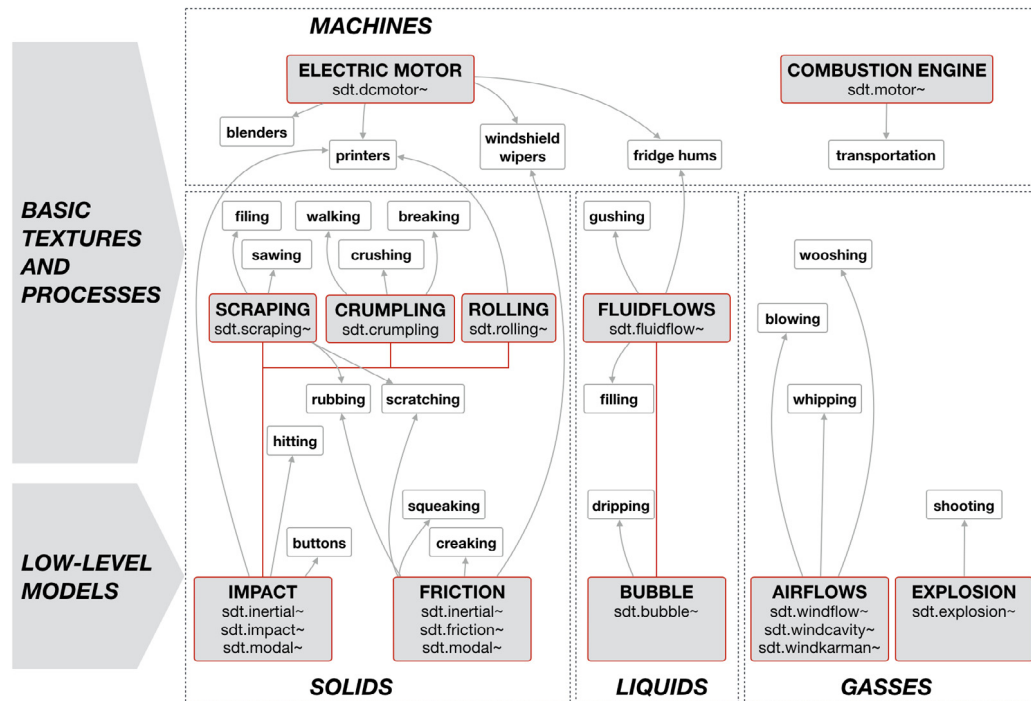 MACHINES
ELECTRIC MOTOR
sdt.dcmotor~
COMBUSTION ENGINE
sdt.motor~
blenders
printers
windshield
wipers
fridge hums
transportation
BASIC
TEXTURES
AND
PROCESSES
filing
walking
breaking
sawing
crushing
gushing
wooshing
SCRAPING
sdt.scraping~
CRUMPLING
sdt.crumpling
ROLLING
sdt.rolling~
FLUIDFLOWS
sdt.fluidflow~
blowing
rubbing
scratching
filling
whipping
hitting
LOW-LEVEL
MODELS
squeaking
dripping
shooting
buttons
creaking
IMPACT
sdt.inertial~
sdt.impact~
sdt.modal~
FRICTION
sdt.inertial~
sdt.friction~
sdt.modal~
BUBBLE
sdt.bubble~
AIRFLOWS
sdt.windflow~
sdt.windcavity~
sdt.windkarman~
EXPLOSION
sdt.explosion~
SOLIDS
LIQUIDS
GASSES